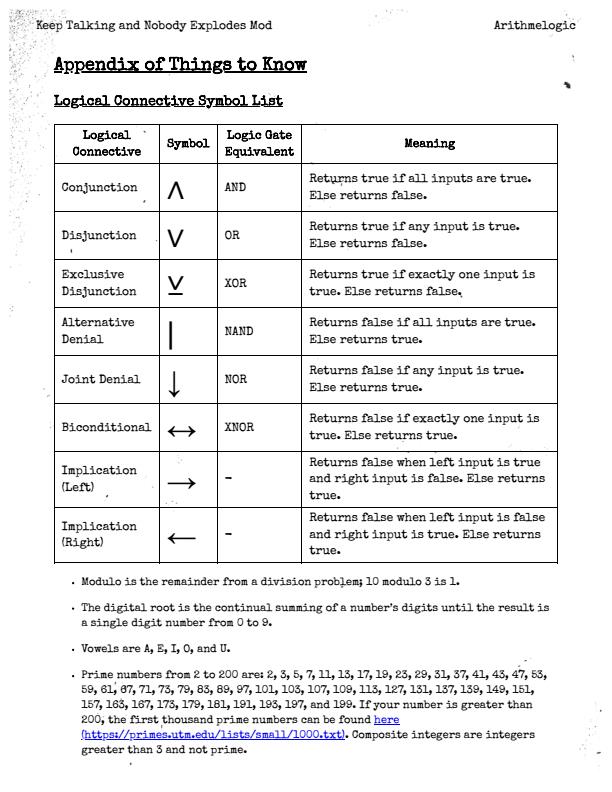 Keep Talking and Nobody Explodes Mod Arithmelogic
Appendix of Things to Know
Logical Connective Symbol List
Logical Connective Symbol Logic Gate Equivalent Meaning
Conjunction ∧ AND Returns true if all inputs are true.
Else returns false.
Disjunction ∨ OR Returns true if any input is true.
Else returns false.
Exclusive Disjunction ⊻ XOR Returns true if exactly one input is
true. Else returns false.
Alternative Denial | NAND Returns false if all inputs are true.
Else returns true.
Joint Denial ↓ NOR Returns false if any input is true.
Else returns true.
Biconditional ↔ XNOR Returns false if exactly one input is
true. Else returns true.
Implication (Left) → – Returns false when left input is true
and right input is false. Else returns
true.
Implication (Right) ← – Returns false when left input is false
and right input is true. Else returns
true.
• Modulo is the remainder from a division problem; 10 modulo 3 is 1.
• The digital root is the continual summing of a number's digits until the result is
a single digit number from 0 to 9.
• Vowels are A, E, I, O, and U.
• Prime numbers from 2 to 200 are: 2, 3, 5, 7, 11, 13, 17, 19, 23, 29, 31, 37, 41, 43, 47, 53,
59, 61, 67, 71, 73, 79, 83, 89, 97, 101, 103, 107, 109, 113, 127, 131, 137, 139, 149, 151,
157, 163, 167, 173, 179, 181, 191, 193, 197, and 199. If your number is greater than
200, the first thousand prime numbers can be found here
(https://primes.utm.edu/lists/small/1000.txt). Composite integers are integers
greater than 3 and not prime.